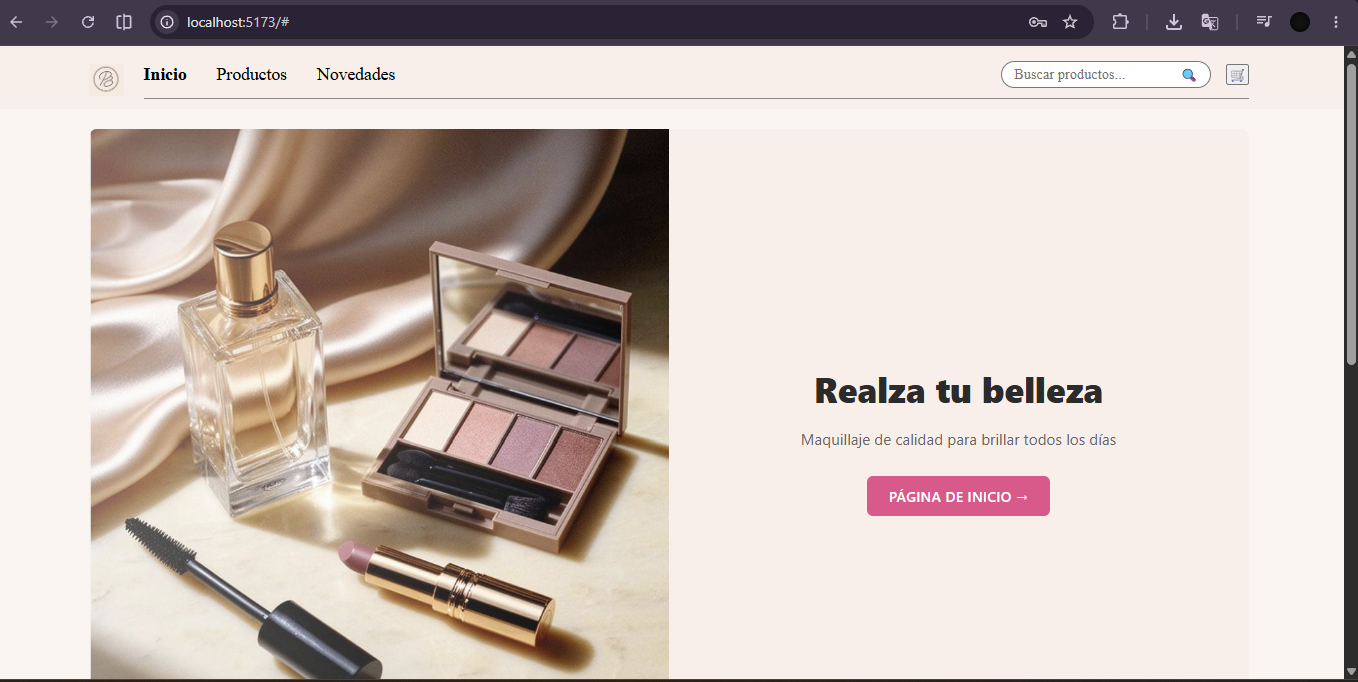 localhost:5173/#
Inicio Productos Novedades Buscar productos...
Realza tu belleza
Maquillaje de calidad para brillar todos los días
PÁGINA DE INICIO →